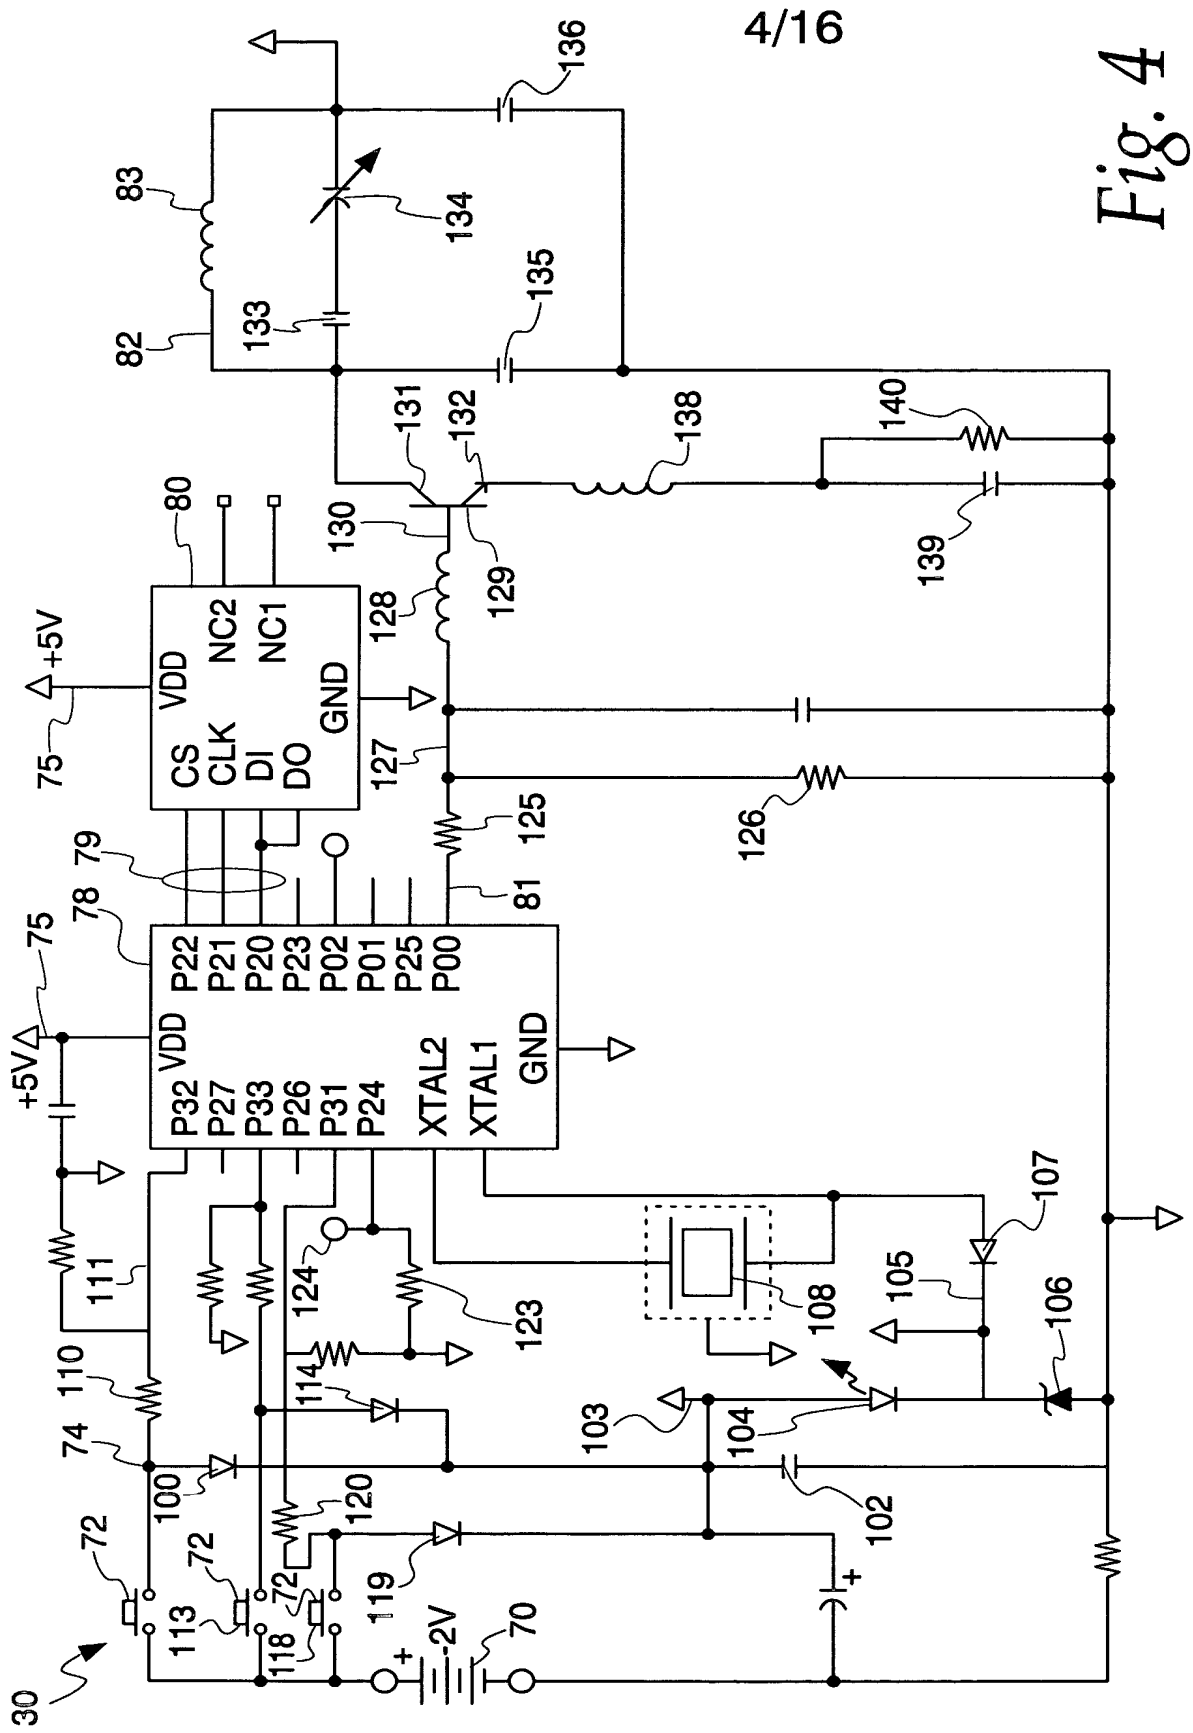 4/16
30
72
74
110
111
+5V
75
78
79
75
+5V
80
82
83
113
72
100
118
72
119
120
114
124
123
VDD
P32
P27
P33
P26
P31
P24
XTAL2
XTAL1
GND
P22
P21
P20
P23
P02
P01
P25
P00
VDD
CS
CLK
DI
DO
NC2
NC1
GND
81
125
126
127
128
129
130
131
132
133
134
135
136
138
139
140
+
-2V
70
+
102
103
104
105
106
107
108
Fig. 4